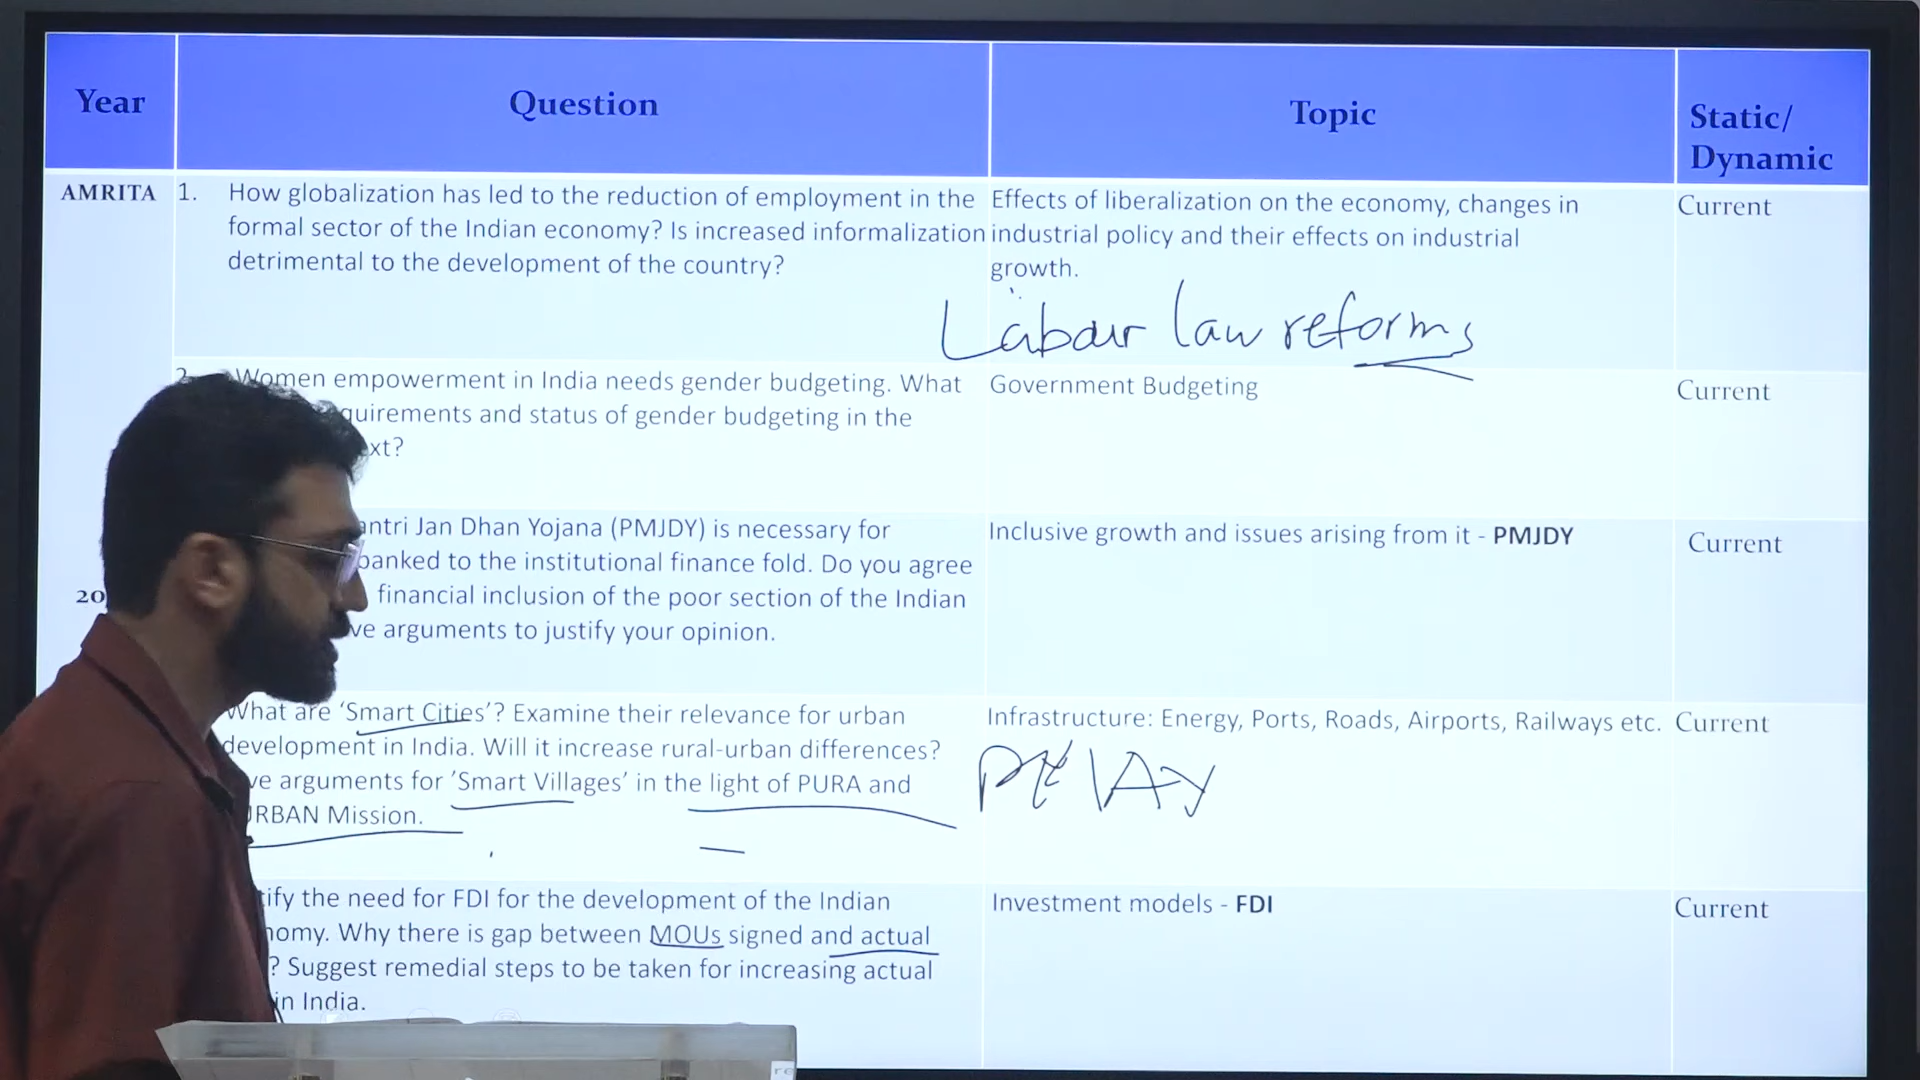 Year
Question
Topic
Static/
Dynamic
AMRITA
1. How globalization has led to the reduction of employment in the
formal sector of the Indian economy? Is increased informalization
detrimental to the development of the country?
Effects of liberalization on the economy, changes in
industrial policy and their effects on industrial
growth.
Current
Labour law reforms
Women empowerment in India needs gender budgeting. What
quirements and status of gender budgeting in the
xt?
Government Budgeting
Current
antri Jan Dhan Yojana (PMJDY) is necessary for
banked to the institutional finance fold. Do you agree
financial inclusion of the poor section of the Indian
ve arguments to justify your opinion.
Inclusive growth and issues arising from it - PMJDY
Current
20
What are ‘Smart Cities’? Examine their relevance for urban
development in India. Will it increase rural-urban differences?
ve arguments for ’Smart Villages’ in the light of PURA and
RBAN Mission.
Infrastructure: Energy, Ports, Roads, Airports, Railways etc.
Current
ify the need for FDI for the development of the Indian
nomy. Why there is gap between MOUs signed and actual
? Suggest remedial steps to be taken for increasing actual
in India.
Investment models - FDI
Current